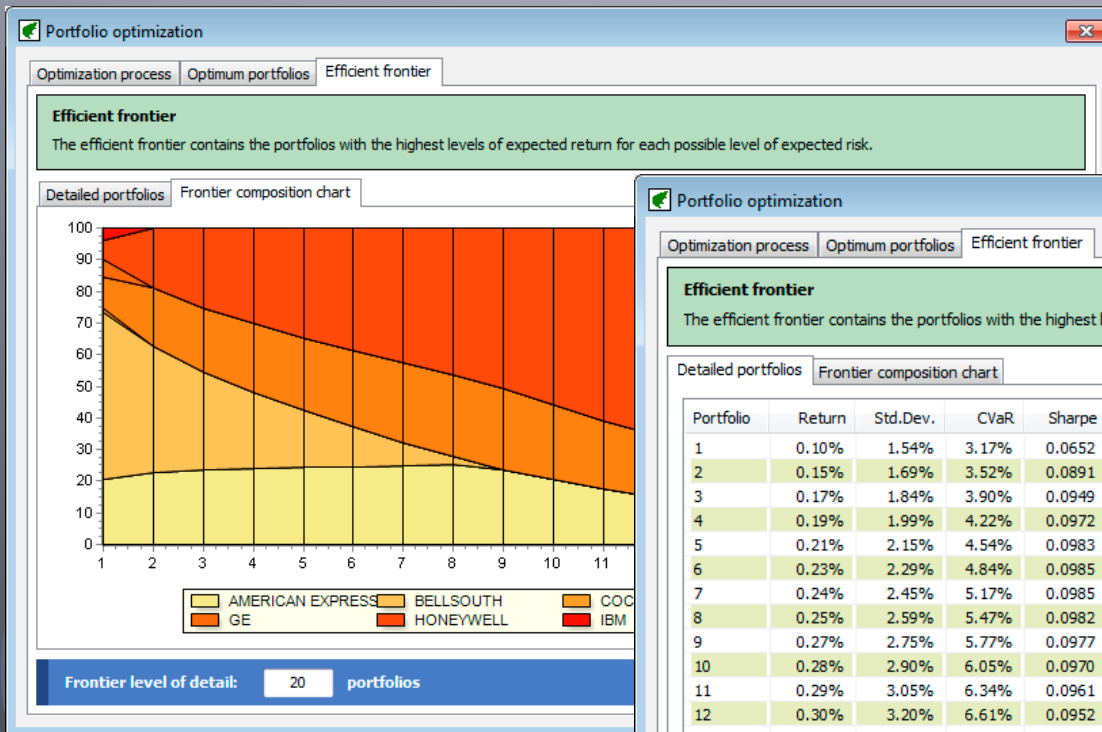 Portfolio optimization
Optimization process Optimum portfolios Efficient frontier
Efficient frontier
The efficient frontier contains the portfolios with the highest levels of expected return for each possible level of expected risk.
Detailed portfolios Frontier composition chart
100
90
80
70
60
50
40
30
20
10
0
1 2 3 4 5 6 7 8 9 10 11
AMERICAN EXPRESS BELLSOUTH COC
GE HONEYWELL IBM
Frontier level of detail: 20 portfolios
Portfolio optimization
Optimization process Optimum portfolios Efficient frontier
Efficient frontier
The efficient frontier contains the portfolios with the highest
Detailed portfolios Frontier composition chart
Portfolio Return Std.Dev. CVaR Sharpe
1 0.10% 1.54% 3.17% 0.0652
2 0.15% 1.69% 3.52% 0.0891
3 0.17% 1.84% 3.90% 0.0949
4 0.19% 1.99% 4.22% 0.0972
5 0.21% 2.15% 4.54% 0.0983
6 0.23% 2.29% 4.84% 0.0985
7 0.24% 2.45% 5.17% 0.0985
8 0.25% 2.59% 5.47% 0.0982
9 0.27% 2.75% 5.77% 0.0977
10 0.28% 2.90% 6.05% 0.0970
11 0.29% 3.05% 6.34% 0.0961
12 0.30% 3.20% 6.61% 0.0952